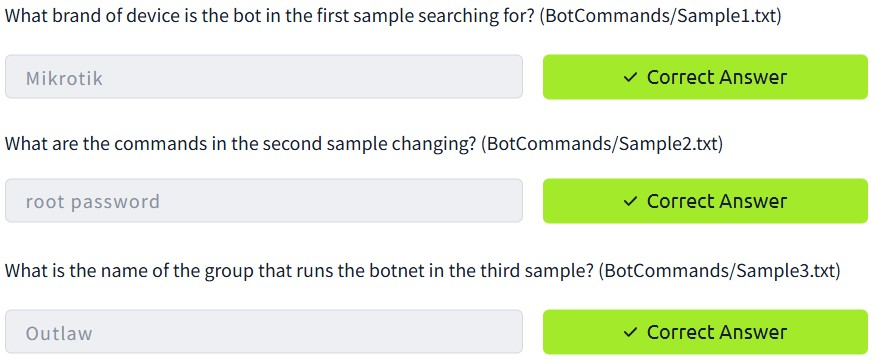 What brand of device is the bot in the first sample searching for? (BotCommands/Sample1.txt)
Mikrotik
✓ Correct Answer
What are the commands in the second sample changing? (BotCommands/Sample2.txt)
root password
✓ Correct Answer
What is the name of the group that runs the botnet in the third sample? (BotCommands/Sample3.txt)
Outlaw
✓ Correct Answer